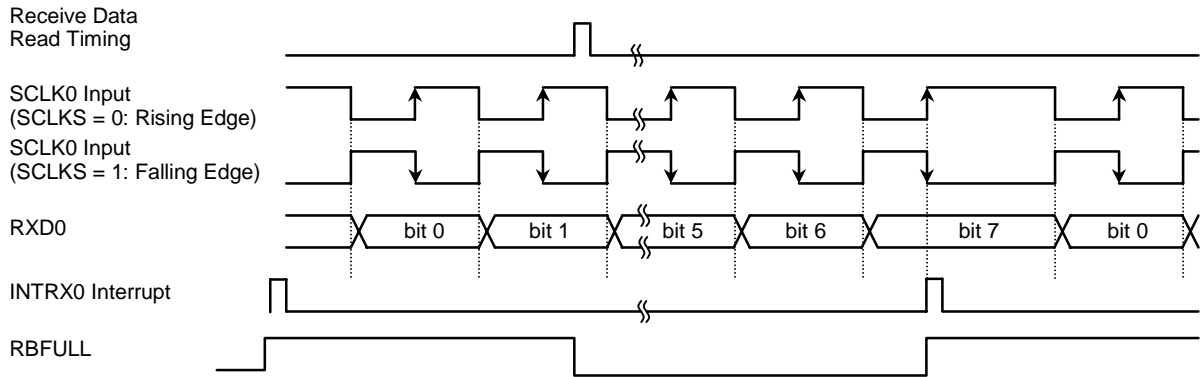 Receive Data
Read Timing
SCLK0 Input
(SCLKS = 0: Rising Edge)
SCLK0 Input
(SCLKS = 1: Falling Edge)
RXD0
bit 0
bit 1
bit 5
bit 6
bit 7
bit 0
INTRX0 Interrupt
RBFULL